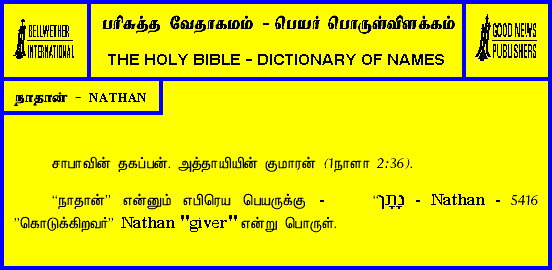 BELLWETHER
INTERNATIONAL
பரிசுத்த வேதாகமம் - பெயர் பொருள்விளக்கம்
THE HOLY BIBLE - DICTIONARY OF NAMES
GOOD NEWS
PUBLISHERS
நாதான் - NATHAN
சாபாவின் தகப்பன். அத்தாயியின் குமாரன் (1நாளா 2:36).
“நாதான்” என்னும் எபிரெய பெயருக்கு - “נָתָן - Nathan - 5416
”கொடுக்கிறவர்” Nathan "giver" என்று பொருள்.